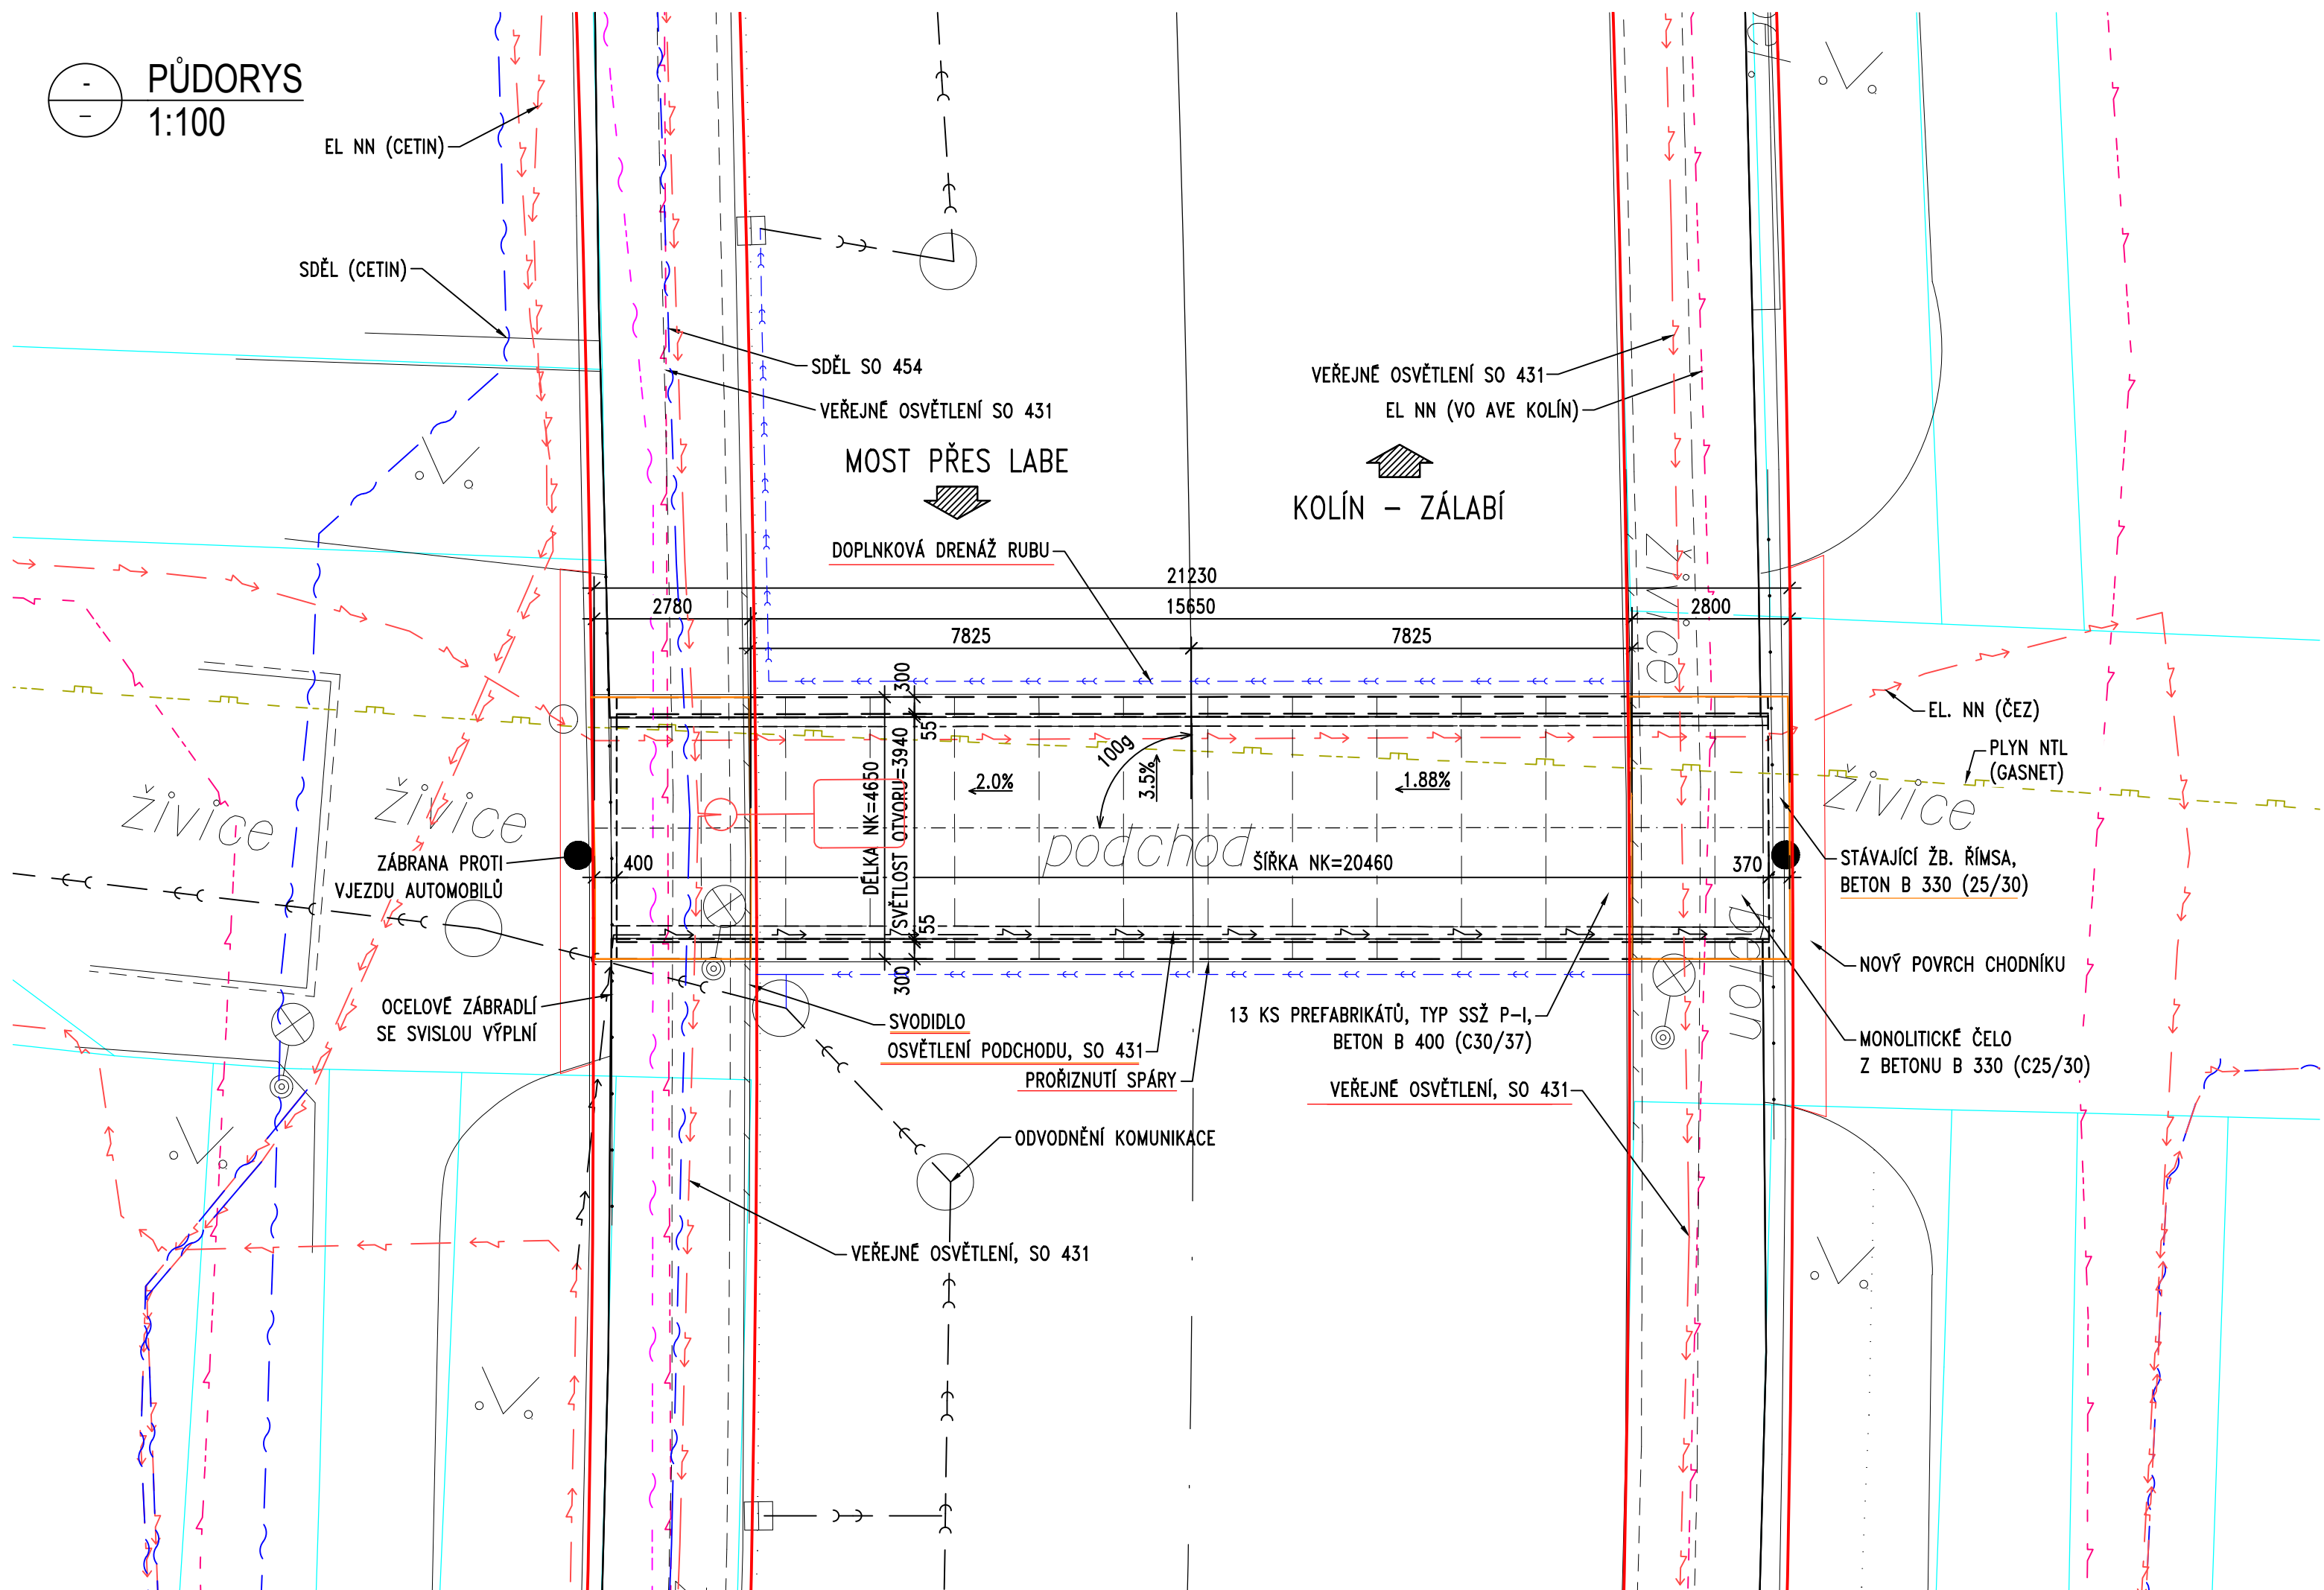 PŮDORYS
1:100
-
–
EL NN (CETIN)
SDĚL (CETIN)
SDĚL SO 454
VEŘEJNÉ OSVĚTLENÍ SO 431
VEŘEJNÉ OSVĚTLENÍ SO 431
EL NN (VO AVE KOLÍN)
MOST PŘES LABE
KOLÍN – ZÁLABÍ
DOPLNKOVÁ DRENÁŽ RUBU
21230
2780
15650
2800
7825
7825
300
55
DÉLKA NK=4650
SVĚTLOST OTVORU=3940
55
300
100g
3.5%
2.0%
1.88%
podchod
živice
živice
živice
živice
EL. NN (ČEZ)
PLYN NTL
(GASNET)
ZÁBRANA PROTI
VJEZDU AUTOMOBILŮ
400
ŠÍŘKA NK=20460
370
STÁVAJÍCÍ ŽB. ŘÍMSA,
BETON B 330 (25/30)
NOVÝ POVRCH CHODNÍKU
OCELOVÉ ZÁBRADLÍ
SE SVISLOU VÝPLNÍ
SVODIDLO
OSVĚTLENÍ PODCHODU, SO 431
PROŘIZNUTÍ SPÁRY
13 KS PREFABRIKÁTŮ, TYP SSŽ P–I,
BETON B 400 (C30/37)
MONOLITICKÉ ČELO
Z BETONU B 330 (C25/30)
VEŘEJNÉ OSVĚTLENÍ, SO 431
ODVODNĚNÍ KOMUNIKACE
VEŘEJNÉ OSVĚTLENÍ, SO 431